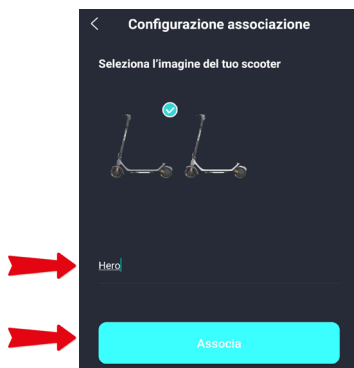 Configurazione associazione
Seleziona l'imagine del tuo scooter
Hero
Associa